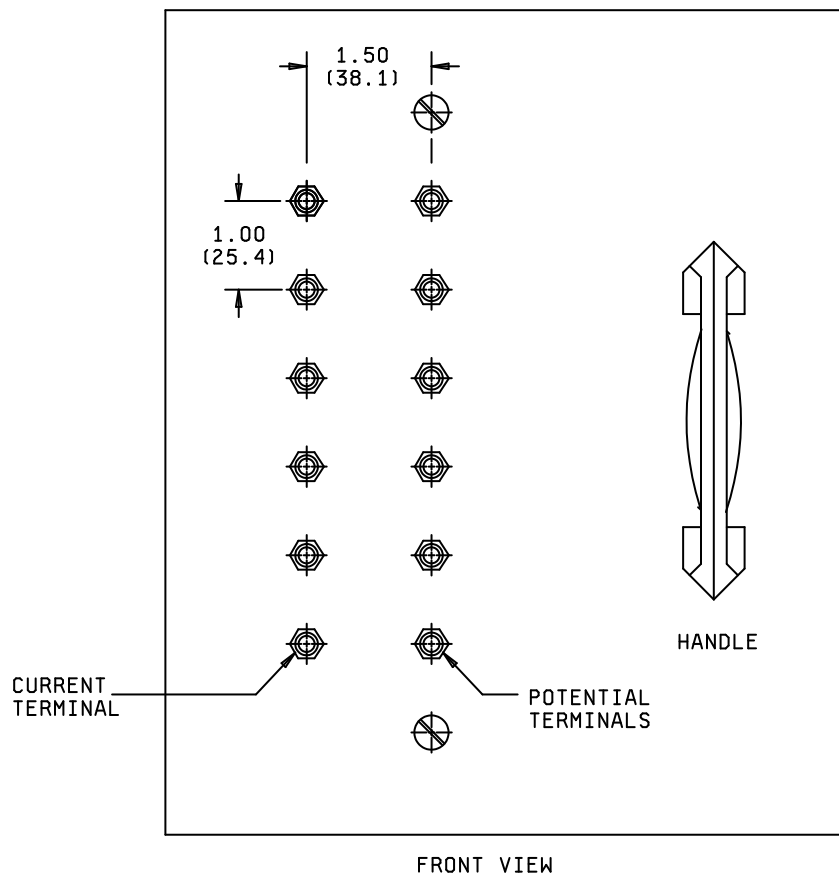 1.50
(38.1)
1.00
(25.4)
HANDLE
CURRENT
TERMINAL
POTENTIAL
TERMINALS
FRONT VIEW